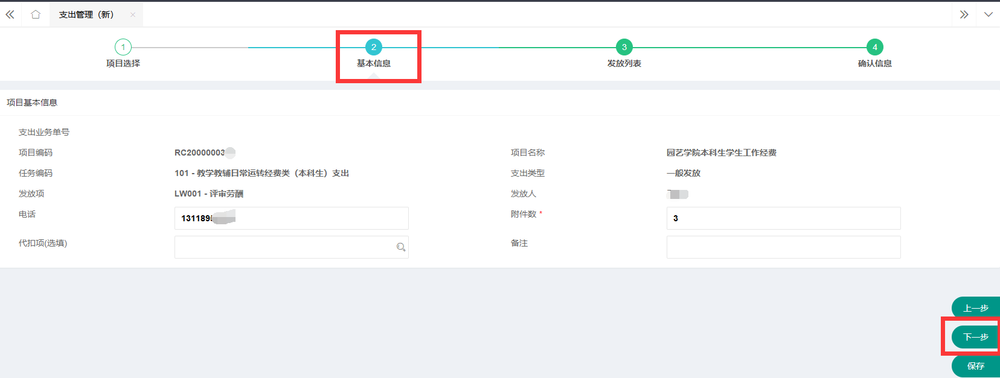 支出管理（新） ×
1 2 3 4
项目选择 基本信息 发放列表 确认信息
项目基本信息
支出业务单号
项目编码 RC20000003 项目名称 园艺学院本科生学生工作经费
任务编码 101 - 教学教辅日常运转经费类（本科生）支出 支出类型 一般发放
发放项 LW001 - 评审劳酬 发放人
电话 131189 附件数 * 3
代扣项(选填) 备注
上一步
下一步
保存